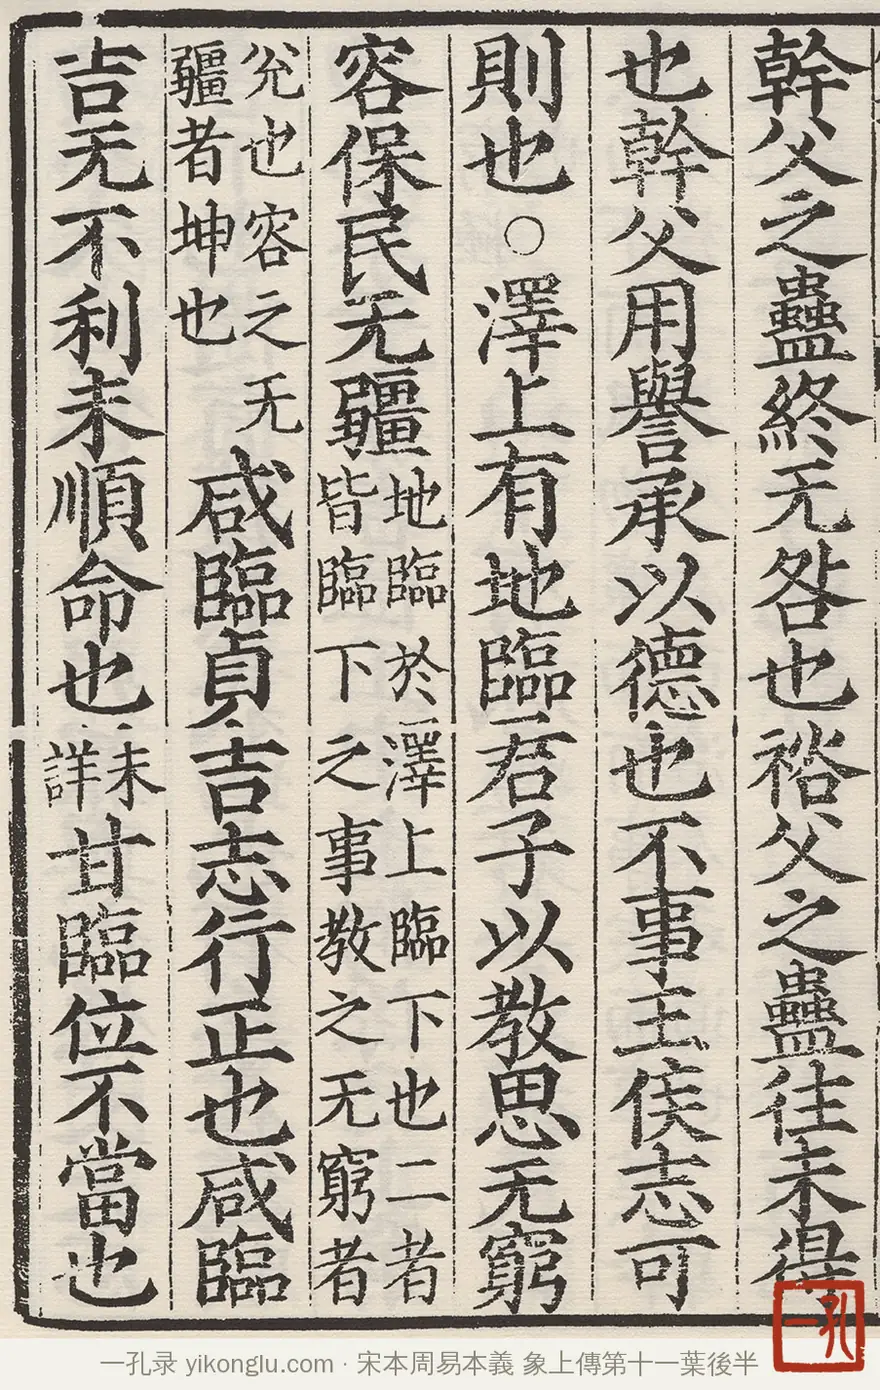 幹父之蠱終无咎也裕父之蠱往未得
也幹父用譽承以德也不事王侯志可
則也○澤上有地臨君子以教思无窮
容保民无疆地臨於澤上臨下也二者皆臨下之事教之无窮者
兊也容之无疆者坤也咸臨貞吉志行正也咸臨
吉无不利未順命也未詳甘臨位不當也
一孔
一孔录 yikonglu.com · 宋本周易本義 象上傳第十一葉後半